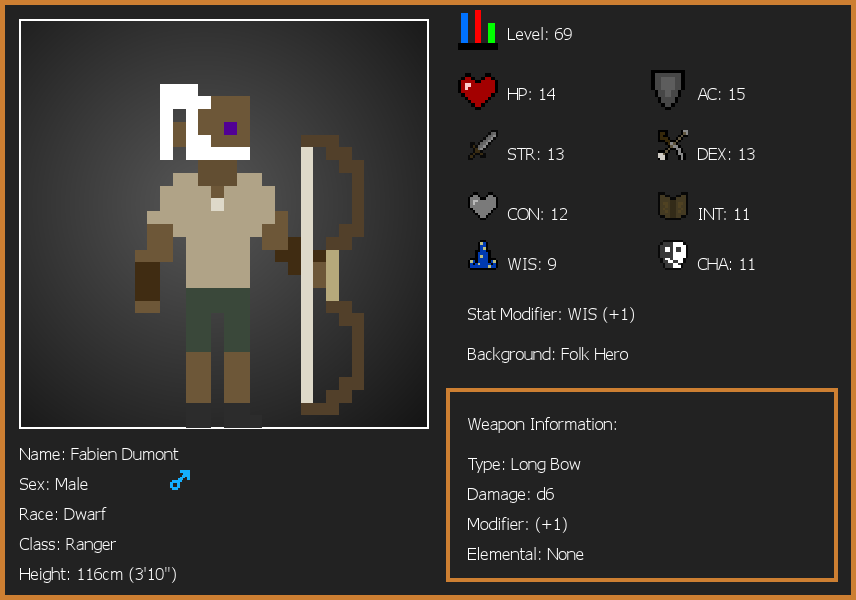 Level: 69
HP: 14
AC: 15
STR: 13
DEX: 13
CON: 12
INT: 11
WIS: 9
CHA: 11
Stat Modifier: WIS (+1)
Background: Folk Hero
Weapon Information:
Type: Long Bow
Damage: d6
Modifier: (+1)
Elemental: None
Name: Fabien Dumont
Sex: Male
Race: Dwarf
Class: Ranger
Height: 116cm (3'10")